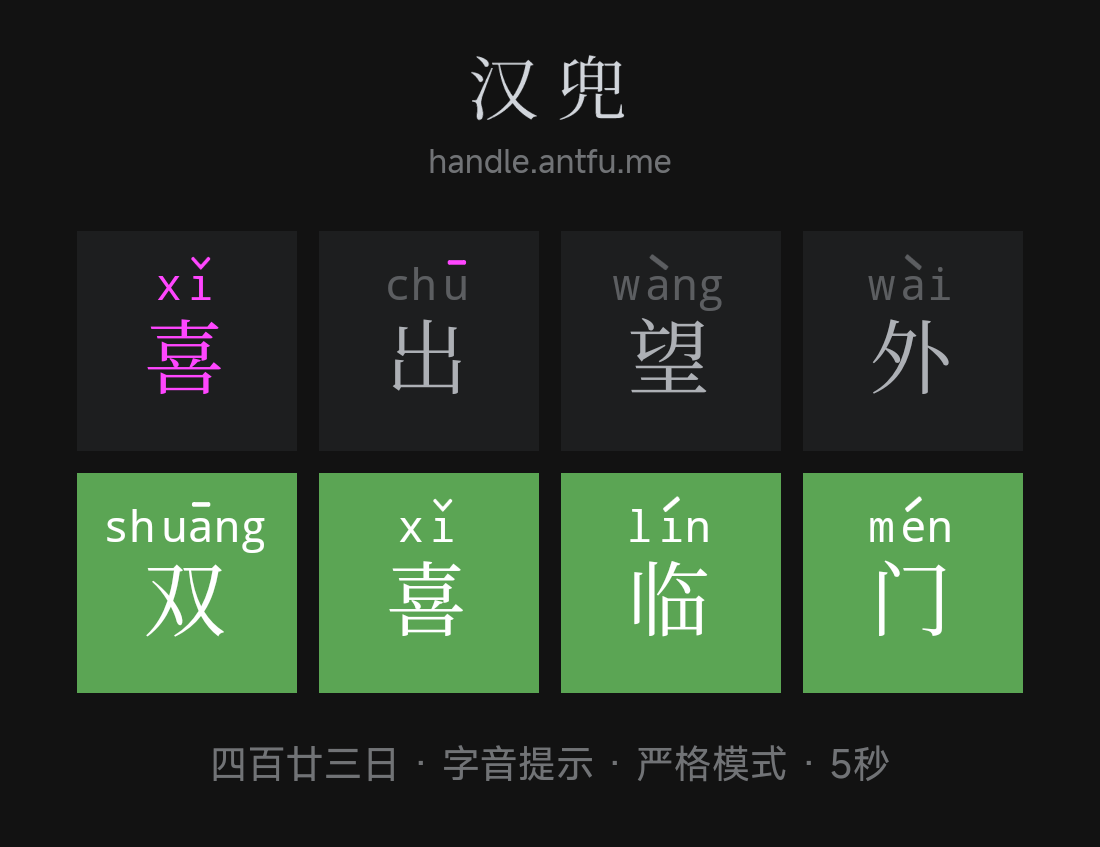 汉兜
handle.antfu.me
xǐ chū wàng wài
喜 出 望 外
shuāng xǐ lín mén
双 喜 临 门
四百廿三日 · 字音提示 · 严格模式 · 5秒